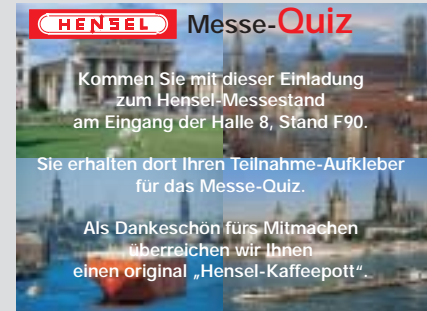 HENSEL Messe-Quiz
Kommen Sie mit dieser Einladung
zum Hensel-Messestand
am Eingang der Halle 8, Stand F90.
Sie erhalten dort Ihren Teilnahme-Aufkleber
für das Messe-Quiz.
Als Dankeschön fürs Mitmachen
überreichen wir Ihnen
einen original „Hensel-Kaffeepott“.